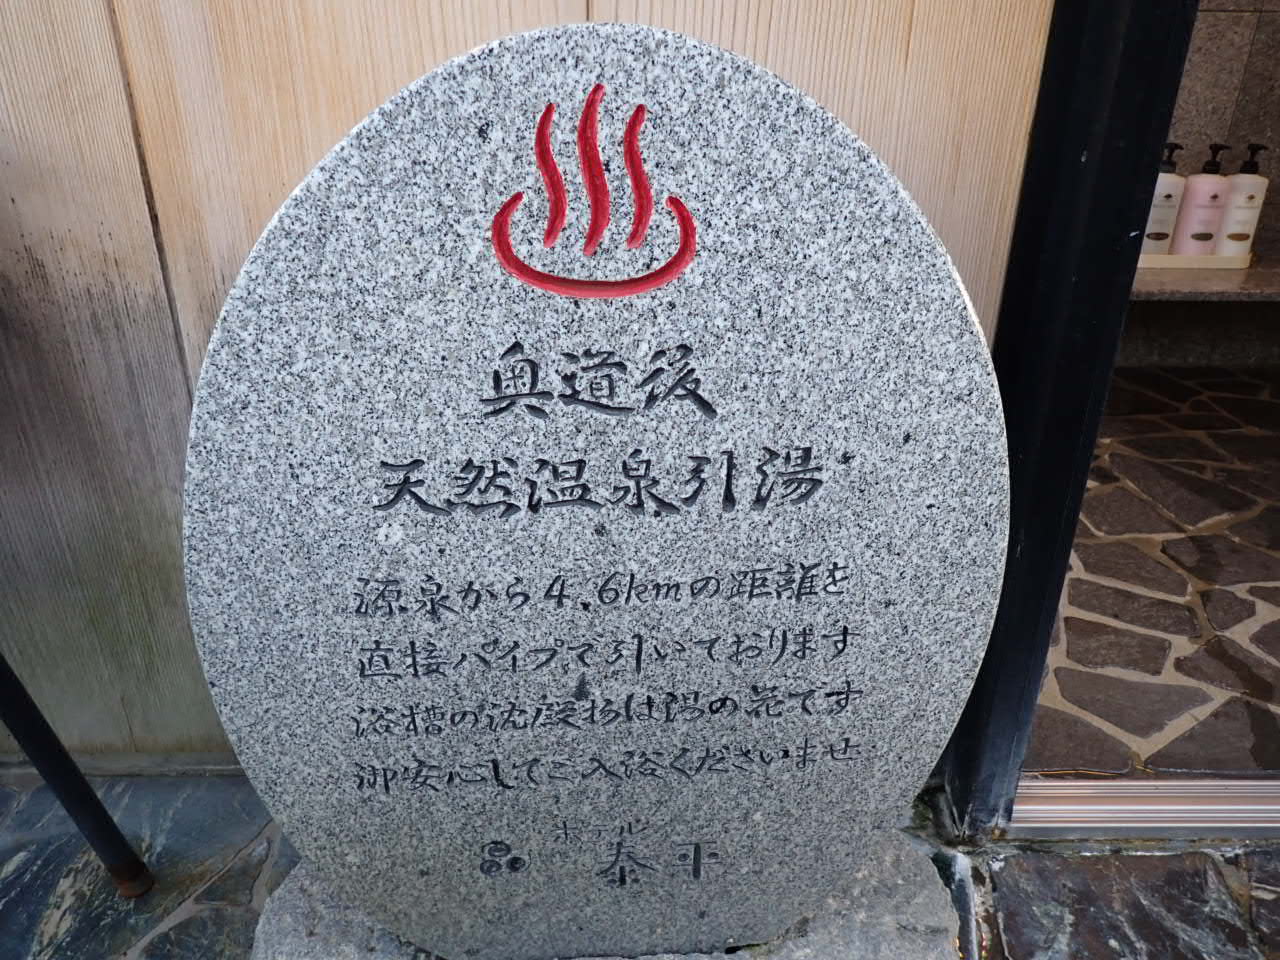 奥道後
天然温泉引湯
源泉から4.6kmの距離を
直接パイプで引いております
浴槽の沈殿物は湯の花です
御安心してご入浴くださいませ
ホテル
泰平